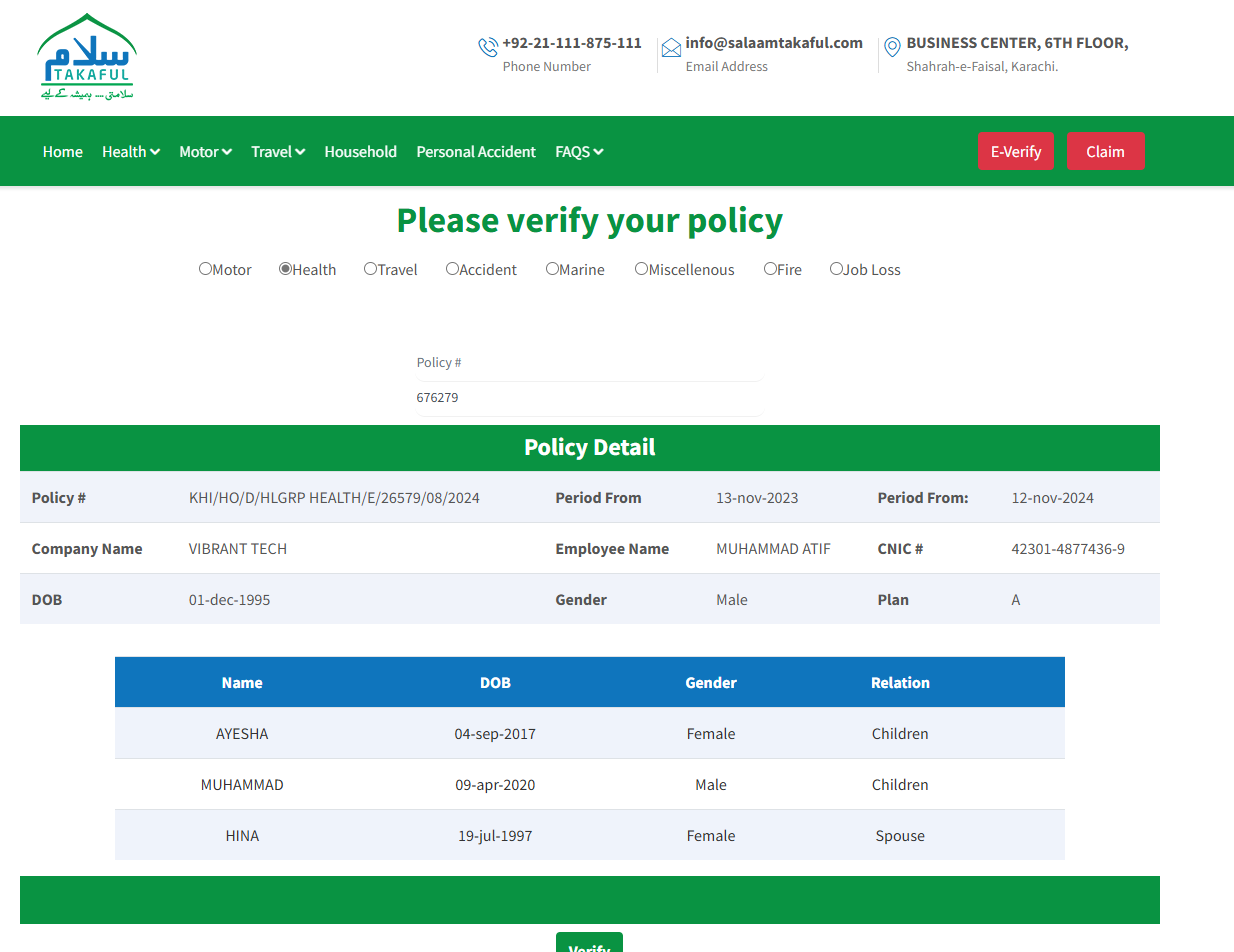 سلام
TAKAFUL
سلامتی .... ہمیشہ کے لیے
+92-21-111-875-111
Phone Number
info@salaamtakaful.com
Email Address
BUSINESS CENTER, 6TH FLOOR,
Shahrah-e-Faisal, Karachi.
Home Health Motor Travel Household Personal Accident FAQS E-Verify Claim
Please verify your policy
Motor Health Travel Accident Marine Miscellenous Fire Job Loss
Policy #
676279
Policy Detail
Policy # KHI/HO/D/HLGRP HEALTH/E/26579/08/2024 Period From 13-nov-2023 Period From: 12-nov-2024
Company Name VIBRANT TECH Employee Name MUHAMMAD ATIF CNIC # 42301-4877436-9
DOB 01-dec-1995 Gender Male Plan A
Name DOB Gender Relation
AYESHA 04-sep-2017 Female Children
MUHAMMAD 09-apr-2020 Male Children
HINA 19-jul-1997 Female Spouse
Verify